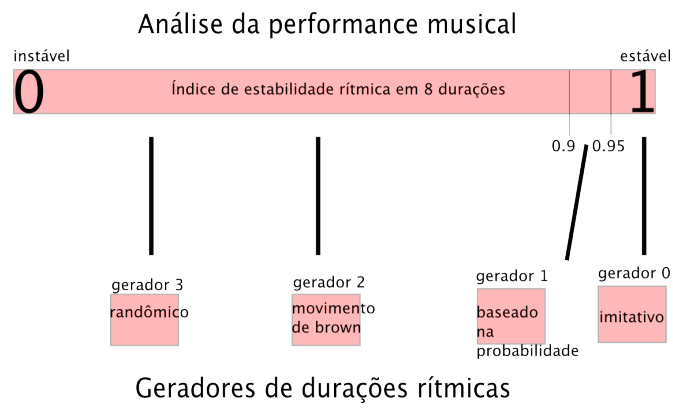 Análise da performance musical
instável
estável
0
Índice de estabilidade rítmica em 8 durações
1
0.9
0.95
gerador 3
randômico
gerador 2
movimento
de brown
gerador 1
baseado
na
probabilidade
gerador 0
imitativo
Geradores de durações rítmicas